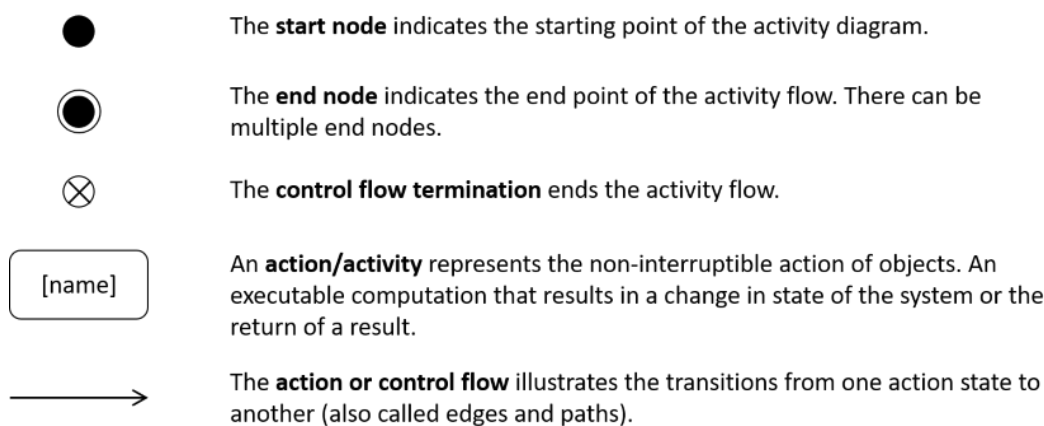 The start node indicates the starting point of the activity diagram.
The end node indicates the end point of the activity flow. There can be
multiple end nodes.
The control flow termination ends the activity flow.
[name]
An action/activity represents the non-interruptible action of objects. An
executable computation that results in a change in state of the system or the
return of a result.
The action or control flow illustrates the transitions from one action state to
another (also called edges and paths).